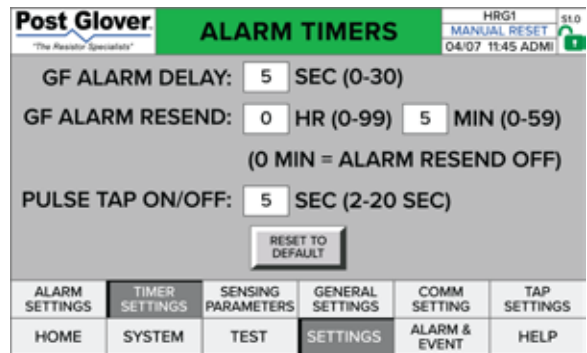 Post Glover
"The Resistor Specialists"
ALARM TIMERS
HRG1
MANUAL RESET
04/07 11:45 ADMI
S1.0
GF ALARM DELAY: 5 SEC (0-30)
GF ALARM RESEND: 0 HR (0-99) 5 MIN (0-59)
(0 MIN = ALARM RESEND OFF)
PULSE TAP ON/OFF: 5 SEC (2-20 SEC)
RESET TO
DEFAULT
ALARM SETTINGS
TIMER SETTINGS
SENSING PARAMETERS
GENERAL SETTINGS
COMM SETTING
TAP SETTINGS
HOME
SYSTEM
TEST
SETTINGS
ALARM & EVENT
HELP